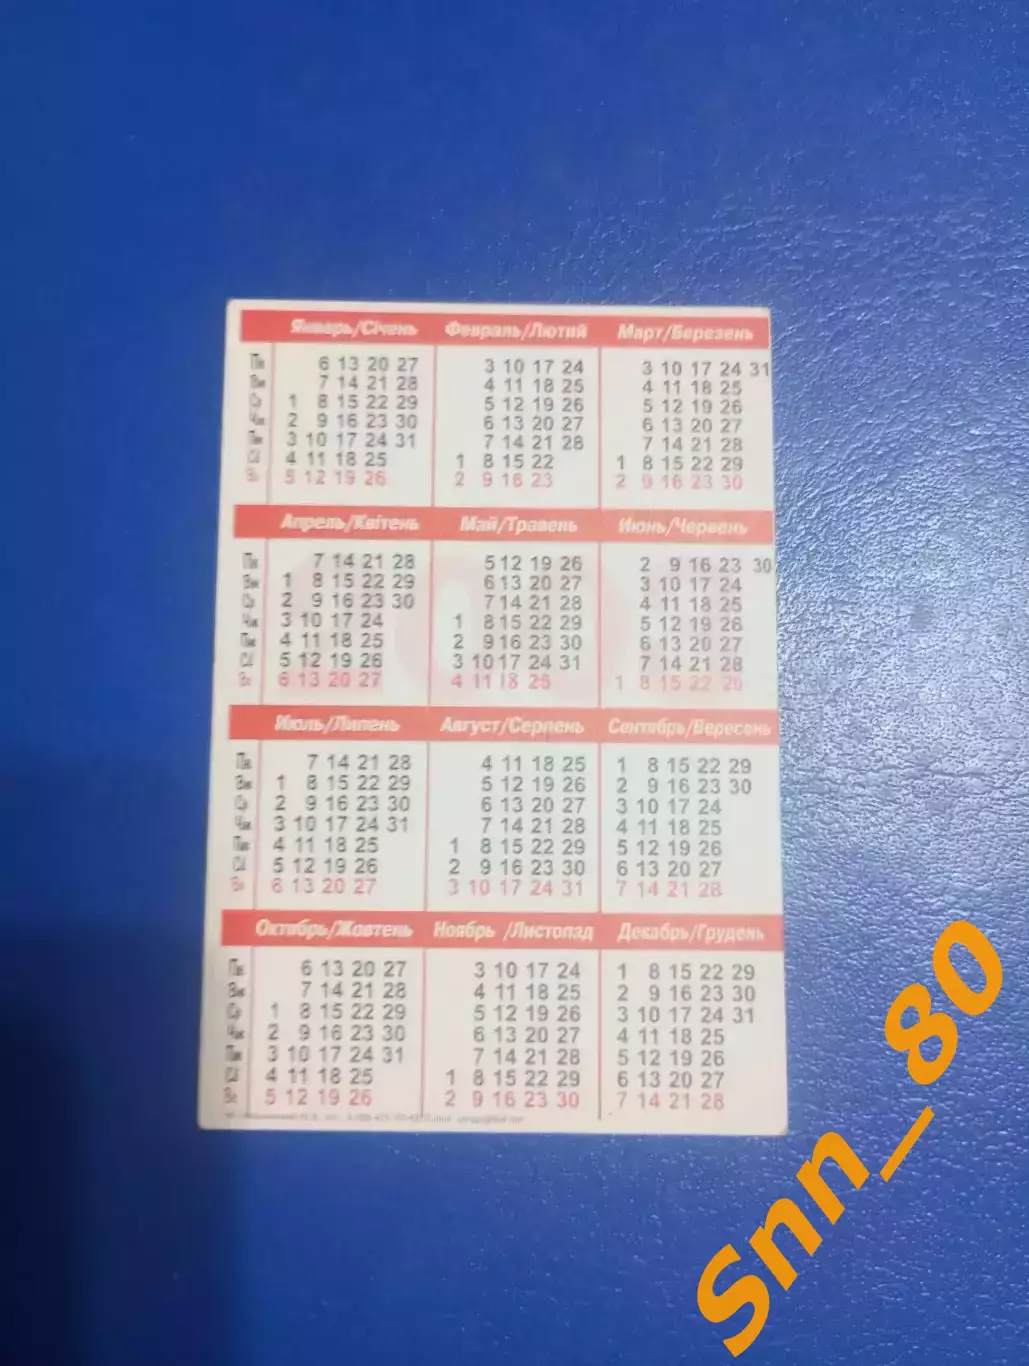 Январь/Січень Февраль/Лютий Март/Березень
Пн 6 13 20 27 3 10 17 24 3 10 17 24 31
Вт 7 14 21 28 4 11 18 25 4 11 18 25
Ср 1 8 15 22 29 5 12 19 26 5 12 19 26
2 9 16 23 30 6 13 20 27 6 13 20 27
3 10 17 24 31 7 14 21 28 7 14 21 28
Сб 4 11 18 25 1 8 15 22 1 8 15 22 29
5 12 19 26 2 9 16 23 2 9 16 23 30
Апрель/Квітень Май/Травень Июнь/Червень
Пн 7 14 21 28 5 12 19 26 2 9 16 23 30
1 8 15 22 29 6 13 20 27 3 10 17 24
Ср 2 9 16 23 30 7 14 21 28 4 11 18 25
3 10 17 24 1 8 15 22 29 5 12 19 26
4 11 18 25 2 9 16 23 30 6 13 20 27
Сб 5 12 19 26 3 10 17 24 31 7 14 21 28
6 13 20 27 4 11 18 25 1 8 15 22 29
Июль/Липень Август/Серпень Сентябрь/Вересень
Пн 7 14 21 28 4 11 18 25 1 8 15 22 29
1 8 15 22 29 5 12 19 26 2 9 16 23 30
Ср 2 9 16 23 30 6 13 20 27 3 10 17 24
3 10 17 24 31 7 14 21 28 4 11 18 25
4 11 18 25 1 8 15 22 29 5 12 19 26
Сб 5 12 19 26 2 9 16 23 30 6 13 20 27
6 13 20 27 3 10 17 24 31 7 14 21 28
Октябрь/Жовтень Ноябрь /Листопад Декабрь/Грудень
Пн 6 13 20 27 3 10 17 24 1 8 15 22 29
7 14 21 28 4 11 18 25 2 9 16 23 30
Ср 1 8 15 22 29 5 12 19 26 3 10 17 24 31
2 9 16 23 30 6 13 20 27 4 11 18 25
3 10 17 24 31 7 14 21 28 5 12 19 26
Сб 4 11 18 25 1 8 15 22 29 6 13 20 27
5 12 19 26 2 9 16 23 30 7 14 21 28
Snn_80